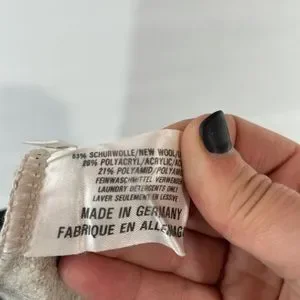 53% SCHURWOLLE/NEW WOOL/
26% POLYACRYL/ACRYLIC/
21% POLYAMID/POLYAMIDE/
FEINWASCHMITTEL VERWENDEN
LAUNDRY DETERGENTS ONLY
LAVER SEULEMENT EN LESSIVE
MADE IN GERMANY
FABRIQUE EN